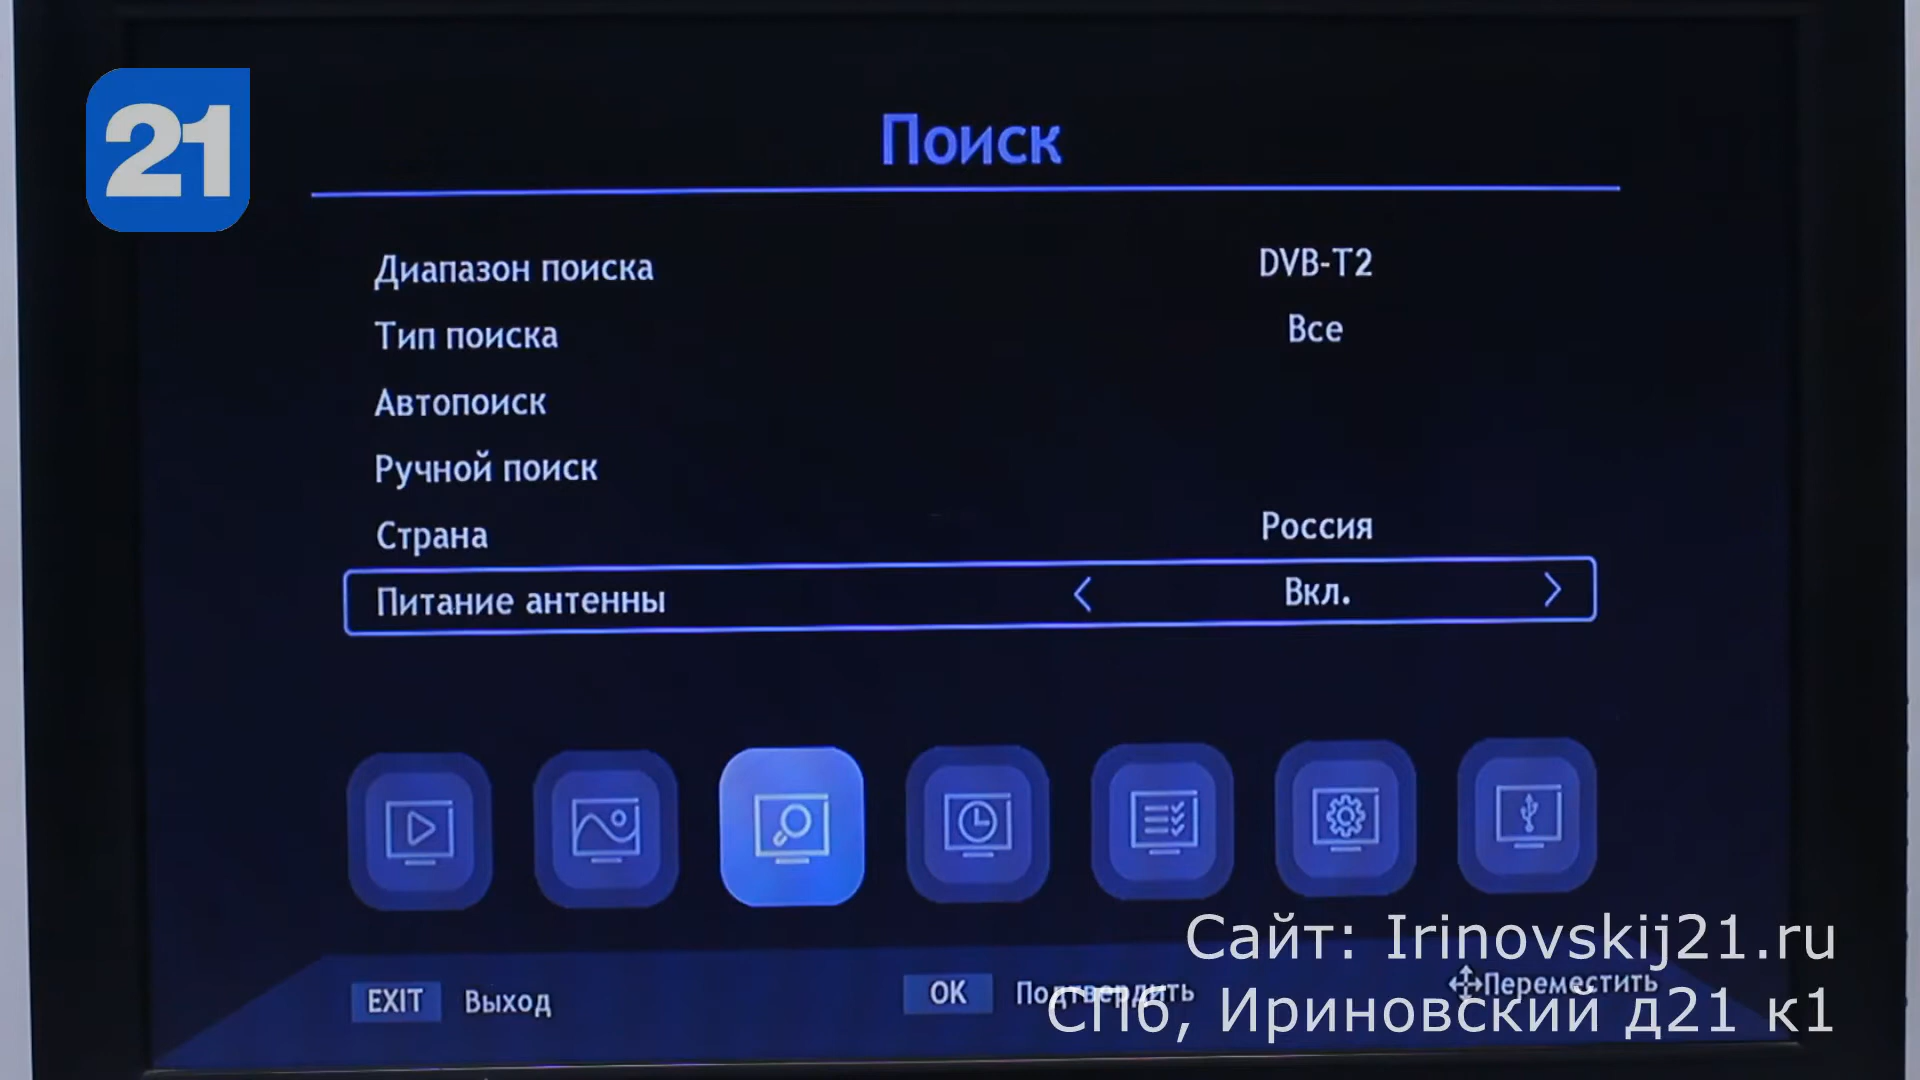 21
Поиск
Диапазон поиска DVB-T2
Тип поиска Все
Автопоиск
Ручной поиск
Страна Россия
Питание антенны Вкл.
Сайт: Irinovskij21.ru
EXIT Выход OK Подтвердить Переместить
СПб, Ириновский д21 к1